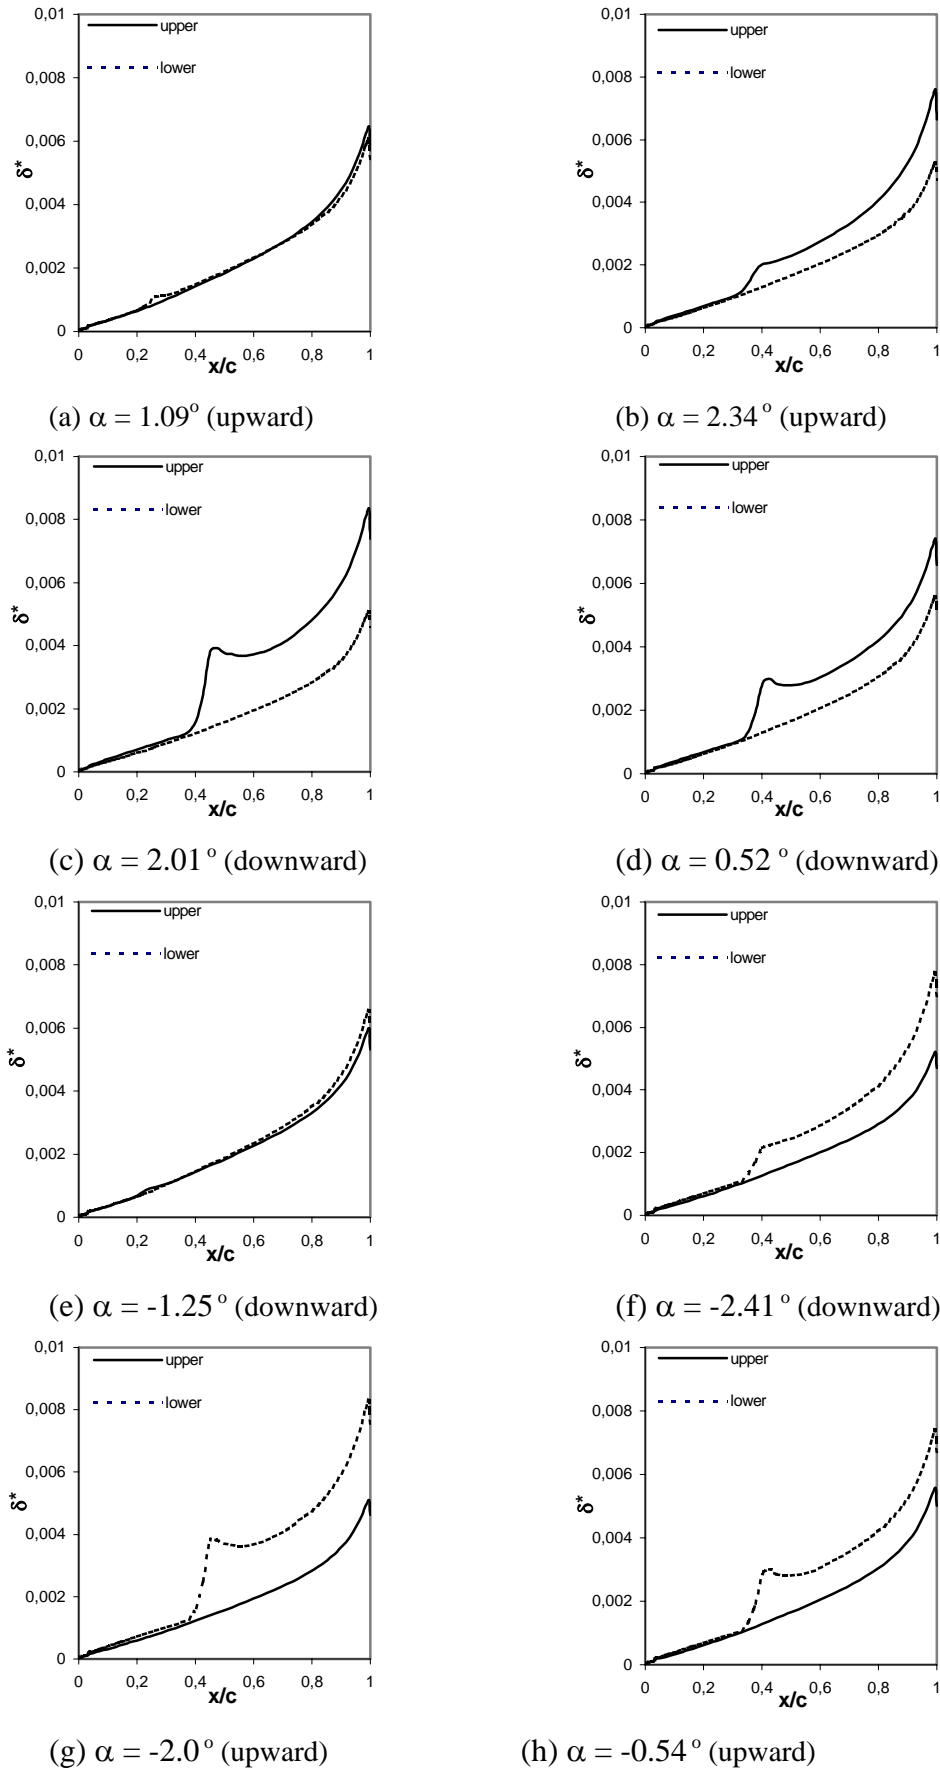 0,01
upper
0,008
lower
0,006
δ*
0,004
0,002
0
0 0,2 0,4 0,6 0,8 1
x/c
(a) α = 1.09° (upward)
0,01
upper
0,008
lower
0,006
δ*
0,004
0,002
0
0 0,2 0,4 0,6 0,8 1
x/c
(b) α = 2.34° (upward)
0,01
upper
0,008
lower
0,006
δ*
0,004
0,002
0
0 0,2 0,4 0,6 0,8 1
x/c
(c) α = 2.01° (downward)
0,01
upper
0,008
lower
0,006
δ*
0,004
0,002
0
0 0,2 0,4 0,6 0,8 1
x/c
(d) α = 0.52° (downward)
0,01
upper
0,008
lower
0,006
δ*
0,004
0,002
0
0 0,2 0,4 0,6 0,8 1
x/c
(e) α = -1.25° (downward)
0,01
upper
0,008
lower
0,006
δ*
0,004
0,002
0
0 0,2 0,4 0,6 0,8 1
x/c
(f) α = -2.41° (downward)
0,01
upper
0,008
lower
0,006
δ*
0,004
0,002
0
0 0,2 0,4 0,6 0,8 1
x/c
(g) α = -2.0° (upward)
0,01
upper
0,008
lower
0,006
δ*
0,004
0,002
0
0 0,2 0,4 0,6 0,8 1
x/c
(h) α = -0.54° (upward)